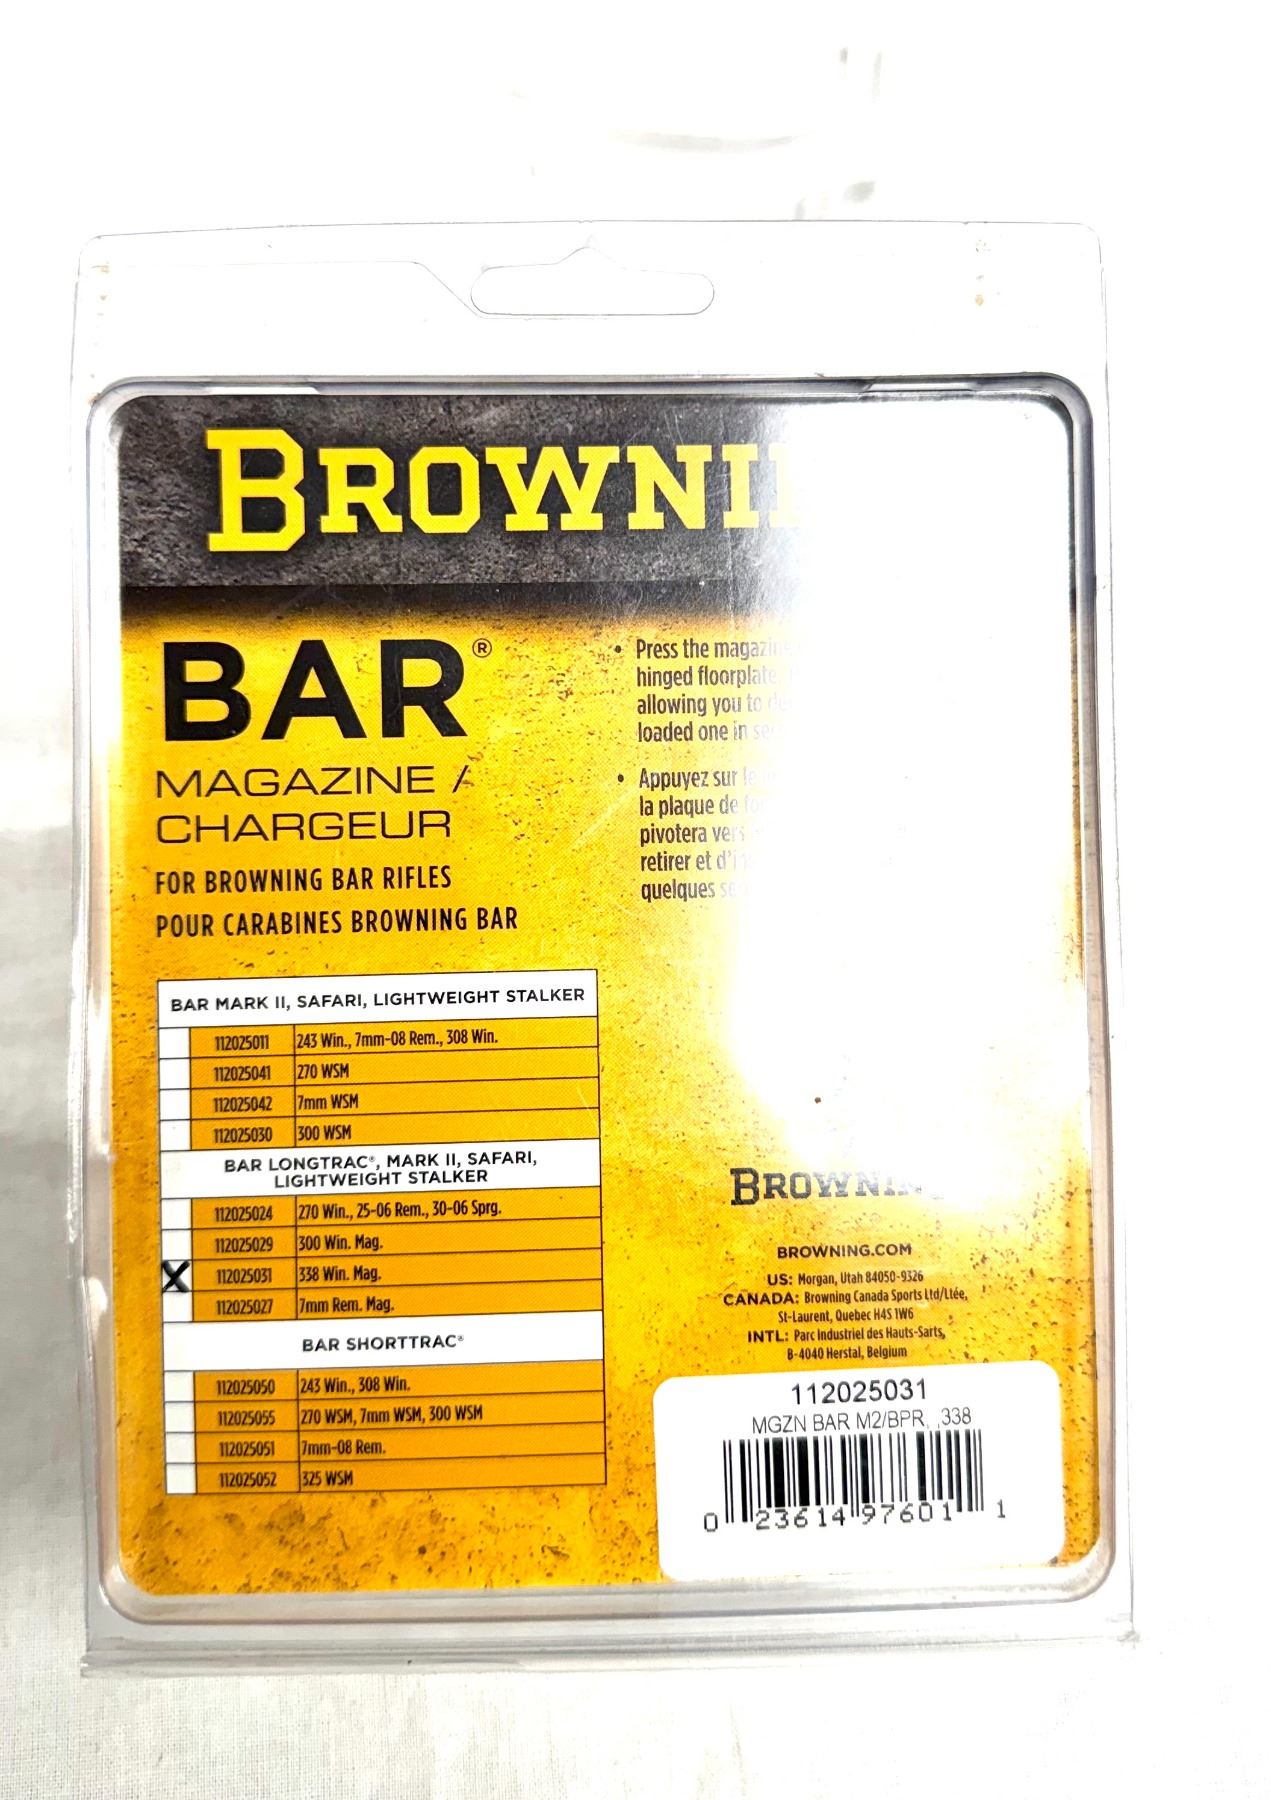 BAR®
MAGAZINE /
CHARGEUR
FOR BROWNING BAR RIFLES
POUR CARABINES BROWNING BAR
• Press the
hinged floorplate.
allowing you to
loaded one in
• Appuyez sur
la plaque de
pivotera
retirer et
quelques
BAR MARK II, SAFARI, LIGHTWEIGHT STALKER
112025011 243 Win., 7mm-08 Rem., 308 Win.
112025041 270 WSM
112025042 7mm WSM
112025030 300 WSM
BAR LONGTRAC®, MARK II, SAFARI,
LIGHTWEIGHT STALKER
112025024 270 Win., 25-06 Rem., 30-06 Sprg.
112025029 300 Win. Mag.
X 112025031 338 Win. Mag.
112025027 7mm Rem. Mag.
BAR SHORTTRAC®
112025050 243 Win., 308 Win.
112025055 270 WSM, 7mm WSM, 300 WSM
112025051 7mm-08 Rem.
112025052 325 WSM
BROWNING.COM
US: Morgan, Utah 84050-9326
CANADA: Browning Canada Sports Ltd/Ltée,
St-Laurent, Quebec H4S 1W6
INTL: Parc Industriel des Hauts-Sarts,
B-4040 Herstal, Belgium
112025031
MGZN BAR M2/BPR, .338
0 23614 97601 1